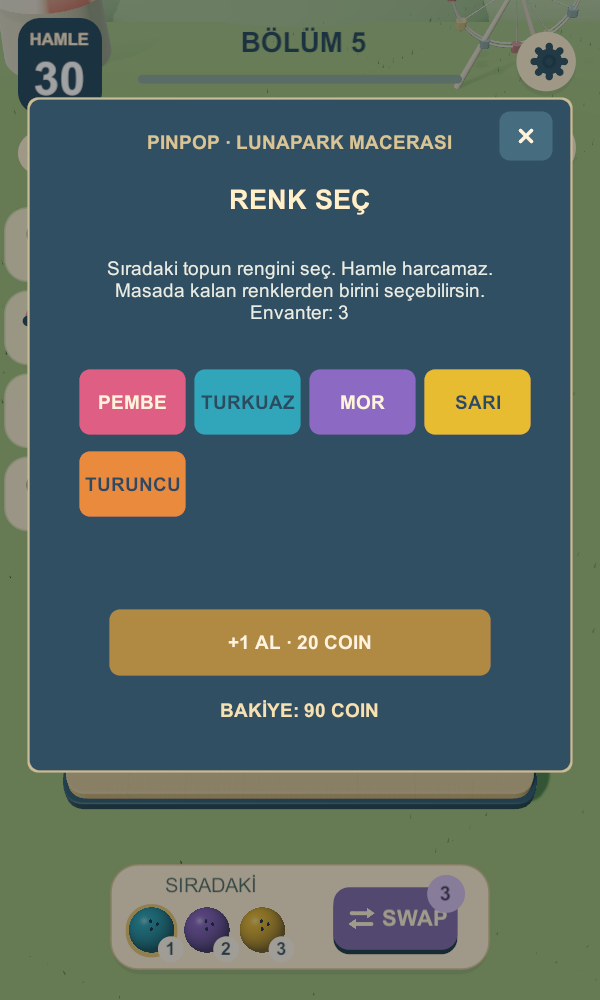 HAMLE
30
BÖLÜM 5
PINPOP · LUNAPARK MACERASI
×
RENK SEÇ
Sıradaki topun rengini seç. Hamle harcamaz.
Masada kalan renklerden birini seçebilirsin.
Envanter: 3
PEMBE
TURKUAZ
MOR
SARI
TURUNCU
+1 AL · 20 COIN
BAKİYE: 90 COIN
SIRADAKİ
1
2
3
SWAP
3